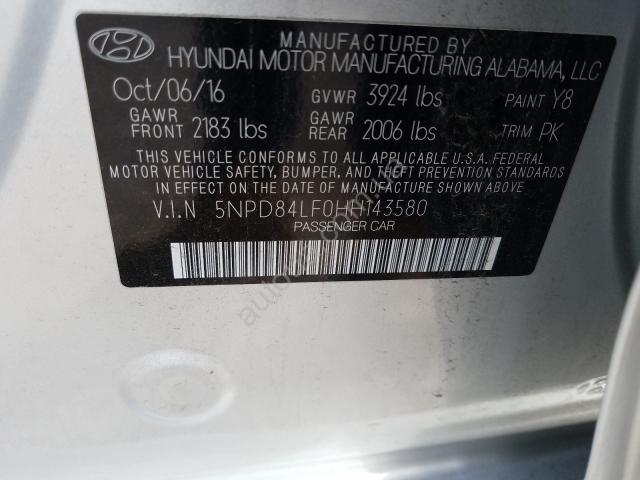 MANUFACTURED BY
HYUNDAI MOTOR MANUFACTURING ALABAMA, LLC
Oct/06/16 GVWR 3924 lbs PAINT Y8
GAWR FRONT 2183 lbs GAWR REAR 2006 lbs TRIM PK
THIS VEHICLE CONFORMS TO ALL APPLICABLE U.S.A. FEDERAL
MOTOR VEHICLE SAFETY, BUMPER, AND THEFT PREVENTION STANDARDS
IN EFFECT ON THE DATE OF MANUFACTURE SHOWN ABOVE.
V.I.N 5NPD84LF0HH143580
PASSENGER CAR